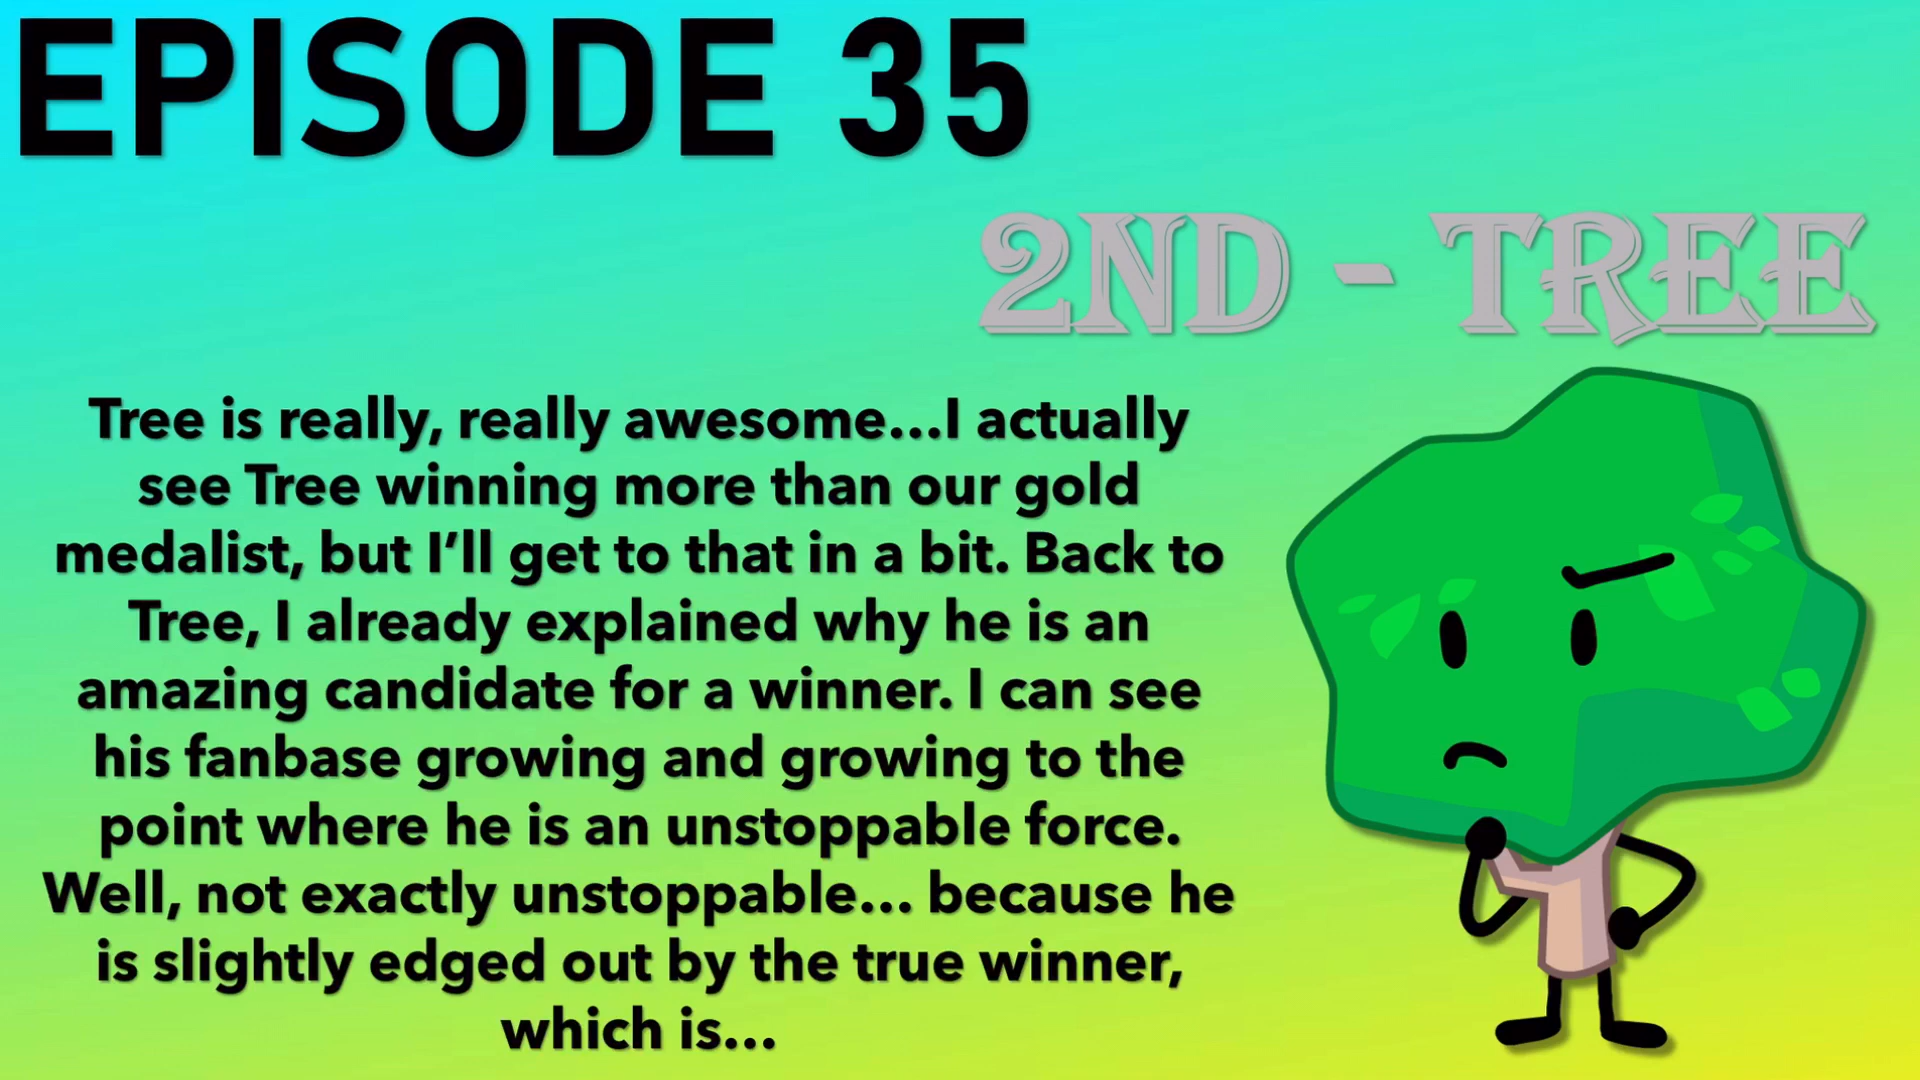 EPISODE 35
2ND - TREE
Tree is really, really awesome...I actually
see Tree winning more than our gold
medalist, but I’ll get to that in a bit. Back to
Tree, I already explained why he is an
amazing candidate for a winner. I can see
his fanbase growing and growing to the
point where he is an unstoppable force.
Well, not exactly unstoppable... because he
is slightly edged out by the true winner,
which is...